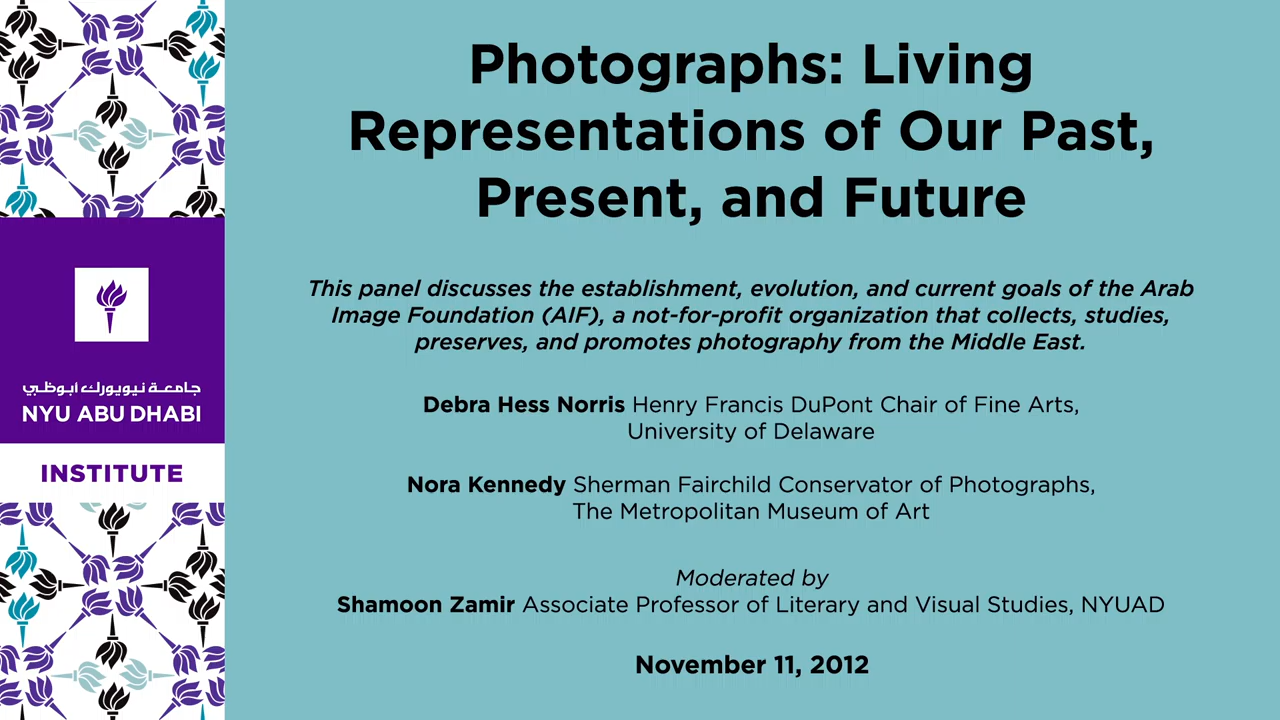 Photographs: Living
Representations of Our Past,
Present, and Future
This panel discusses the establishment, evolution, and current goals of the Arab
Image Foundation (AIF), a not-for-profit organization that collects, studies,
preserves, and promotes photography from the Middle East.
Debra Hess Norris Henry Francis DuPont Chair of Fine Arts,
University of Delaware
Nora Kennedy Sherman Fairchild Conservator of Photographs,
The Metropolitan Museum of Art
Moderated by
Shamoon Zamir Associate Professor of Literary and Visual Studies, NYUAD
November 11, 2012
جامعة نيويورك أبوظبي
NYU ABU DHABI
INSTITUTE